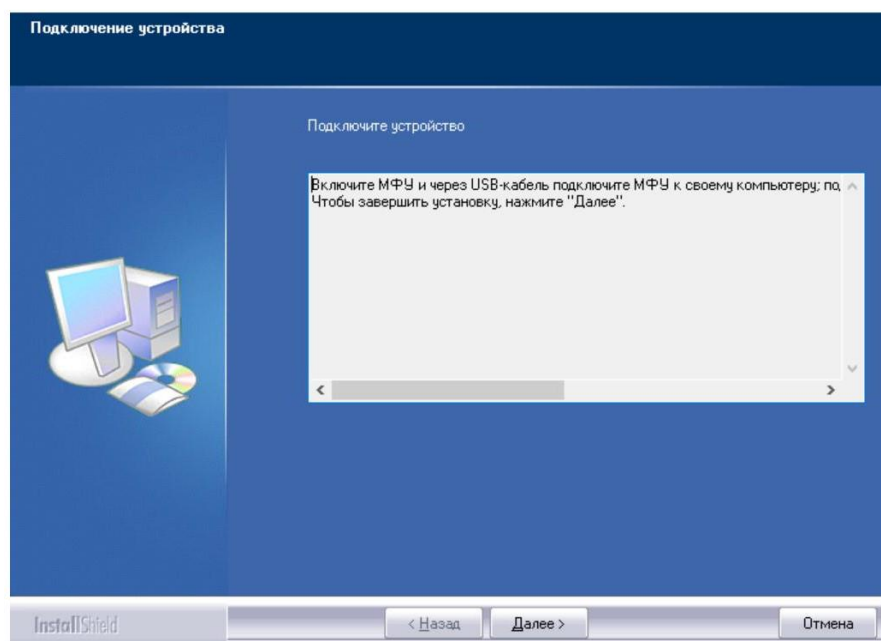 Подключение устройства
Подключите устройство
Включите МФУ и через USB-кабель подключите МФУ к своему компьютеру;
Чтобы завершить установку, нажмите "Далее".
InstallShield
< Назад
Далее >
Отмена